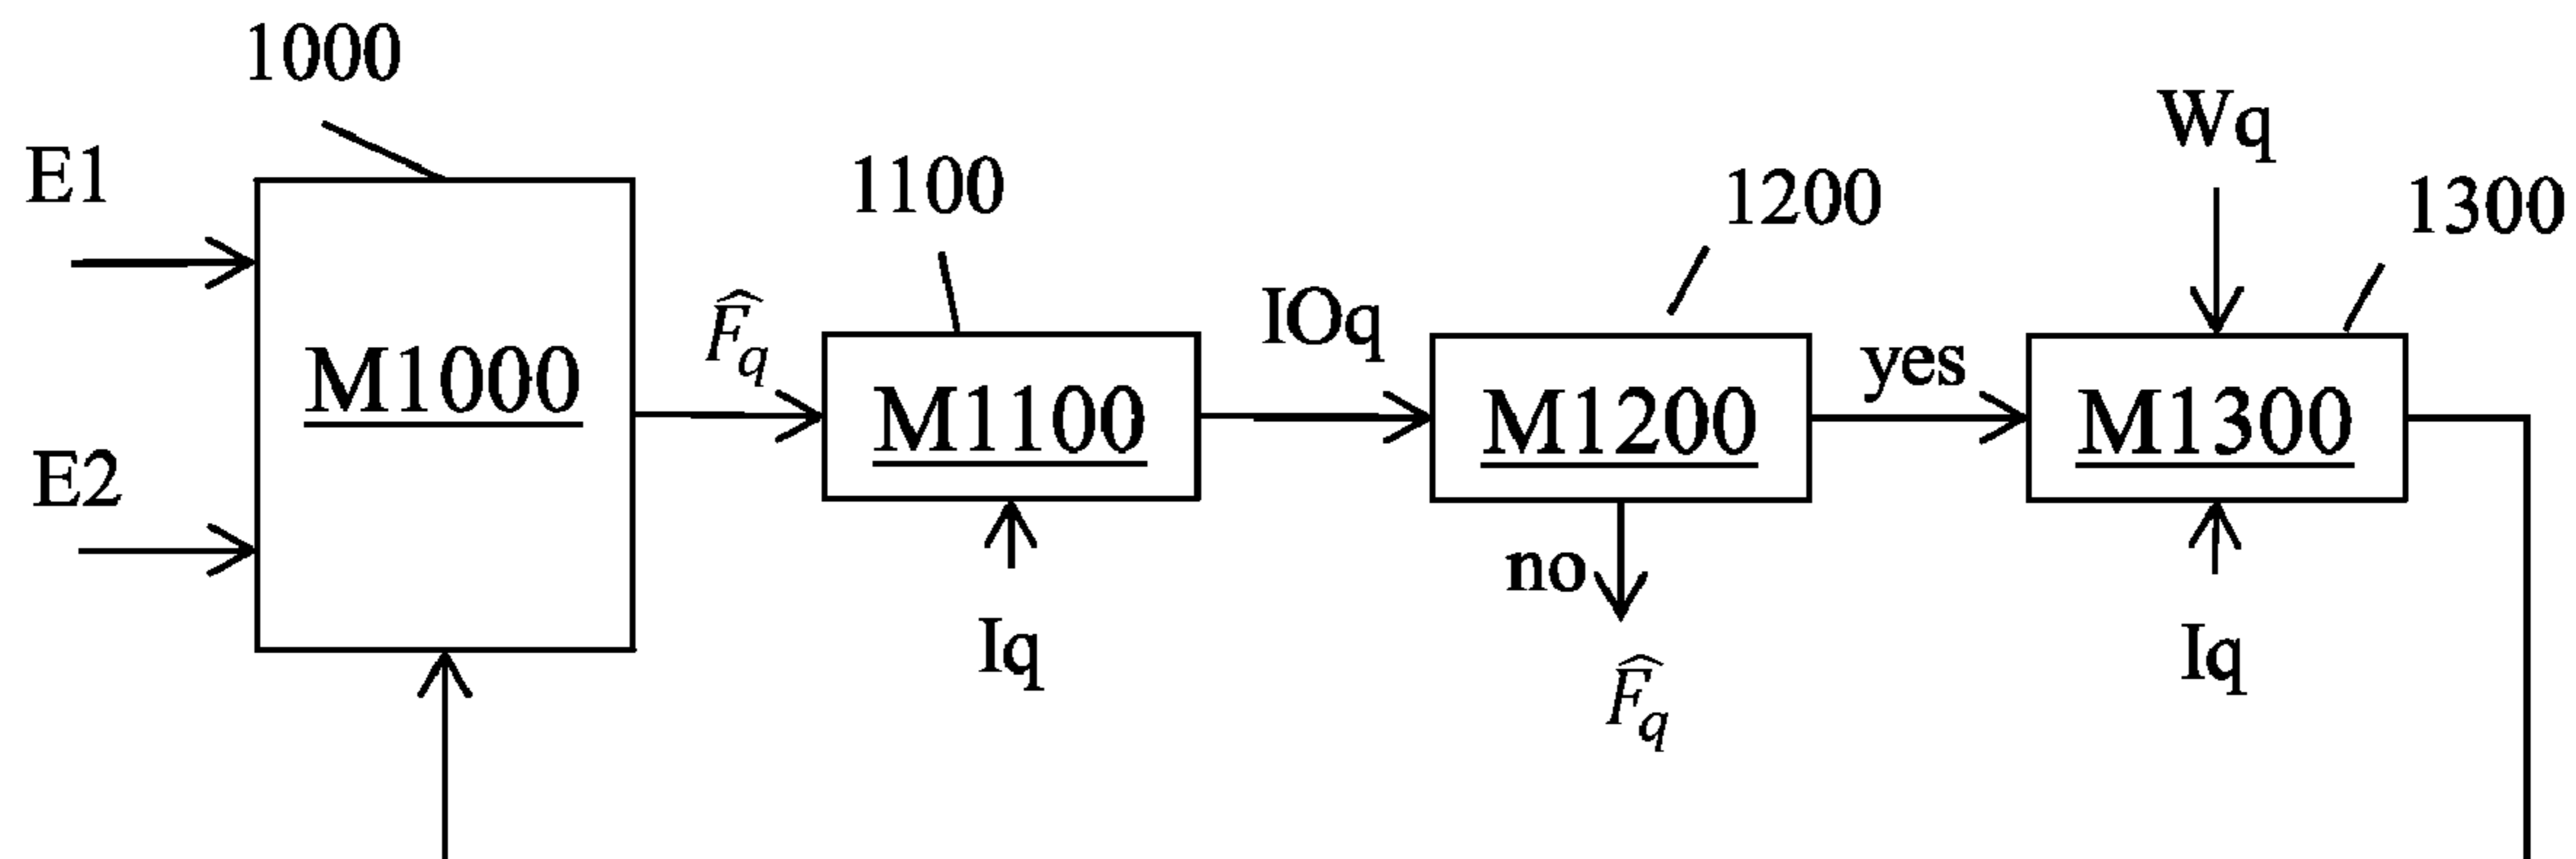 1000
E1
1100
Wq
1200
1300
E2
M1000
F̂q
M1100
IOq
M1200
yes
M1300
no
Iq
F̂q
Iq